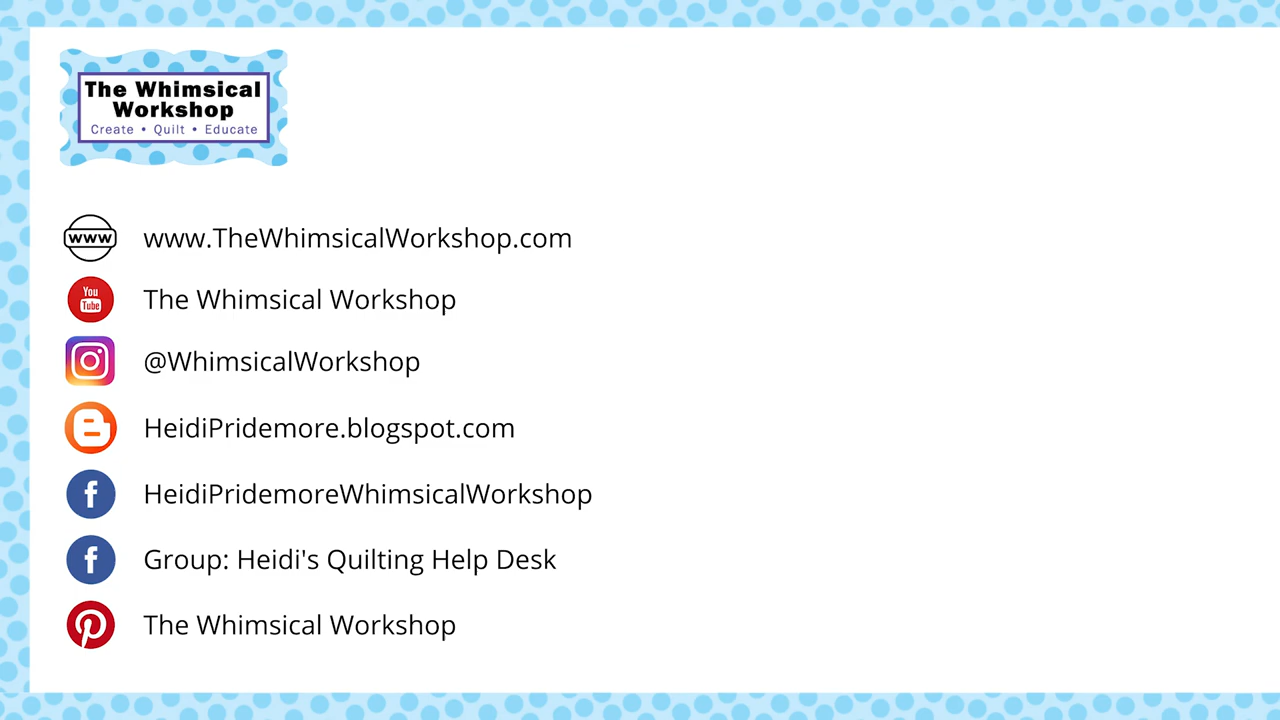 The Whimsical
Workshop
Create • Quilt • Educate
www
www.TheWhimsicalWorkshop.com
You
Tube
The Whimsical Workshop
@WhimsicalWorkshop
HeidiPridemore.blogspot.com
HeidiPridemoreWhimsicalWorkshop
Group: Heidi's Quilting Help Desk
The Whimsical Workshop